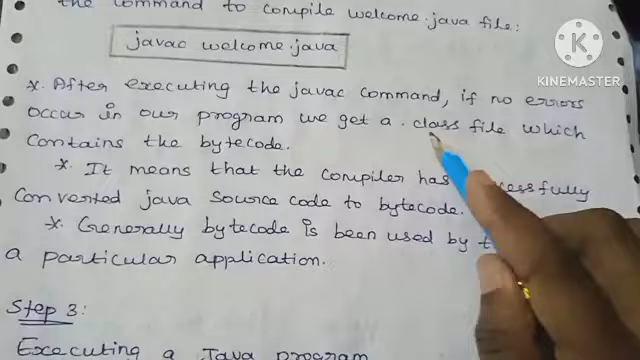 the command to compile welcome.java file:
javac welcome.java
*. After executing the javac command, if no errors
occur in our program we get a .class file which
contains the bytecode.
*. It means that the compiler has
converted java source code to bytecode.
*. Generally bytecode is been used by
a particular application.
Step 3:
Executing a Java program
KINEMASTER